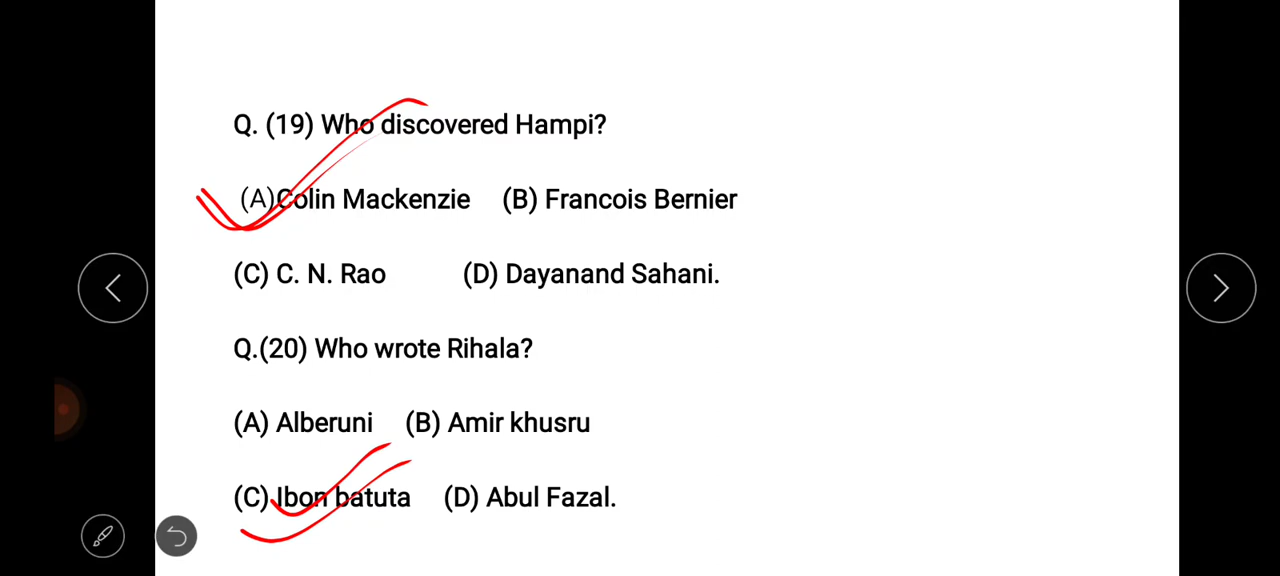 Q. (19) Who discovered Hampi?
(A)Colin Mackenzie (B) Francois Bernier
(C) C. N. Rao (D) Dayanand Sahani.
Q.(20) Who wrote Rihala?
(A) Alberuni (B) Amir khusru
(C) Ibon batuta (D) Abul Fazal.